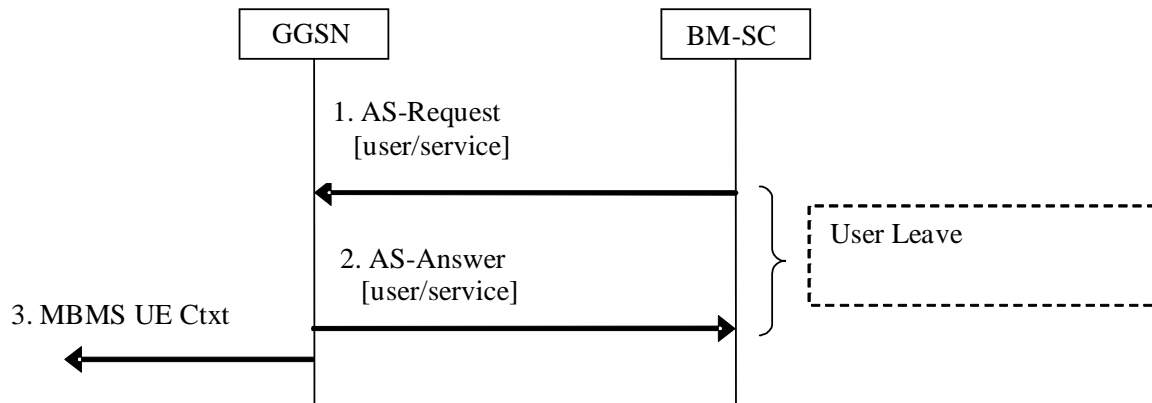 GGSN
BM-SC
1. AS-Request
[user/service]
User Leave
2. AS-Answer
[user/service]
3. MBMS UE Ctxt